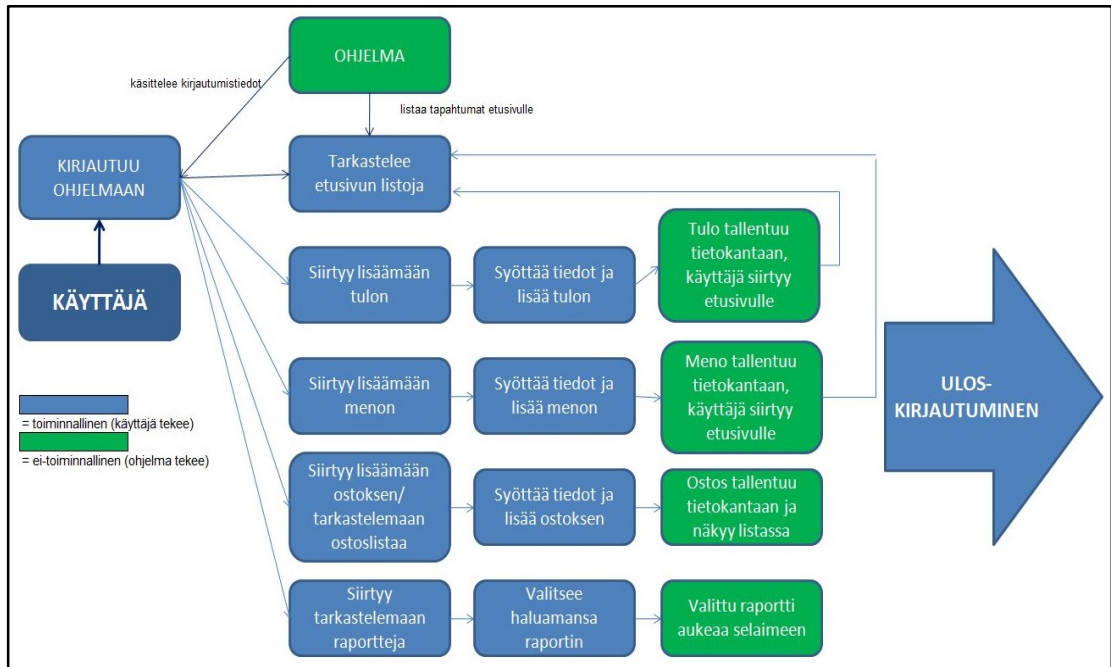 OHJELMA
käsittelee kirjautumistiedot
listaa tapahtumat etusivulle
KIRJAUTUU
OHJELMAAN
Tarkastelee
etusivun listoja
KÄYTTÄJÄ
Siirtyy lisäämään
tulon
Syöttää tiedot ja
lisää tulon
Tulo tallentuu
tietokantaan,
käyttäjä siirtyy
etusivulle
Siirtyy lisäämään
menon
Syöttää tiedot ja
lisää menon
Meno tallentuu
tietokantaan,
käyttäjä siirtyy
etusivulle
ULOS-
KIRJAUTUMINEN
= toiminnallinen (käyttäjä tekee)
= ei-toiminnallinen (ohjelma tekee)
Siirtyy lisäämään
ostoksen/
tarkastelemaan
ostoslistaa
Syöttää tiedot ja
lisää ostoksen
Ostos tallentuu
tietokantaan ja
näkyy listassa
Siirtyy
tarkastelemaan
raportteja
Valitsee
haluamansa
raportin
Valittu raportti
aukeaa selaimeen